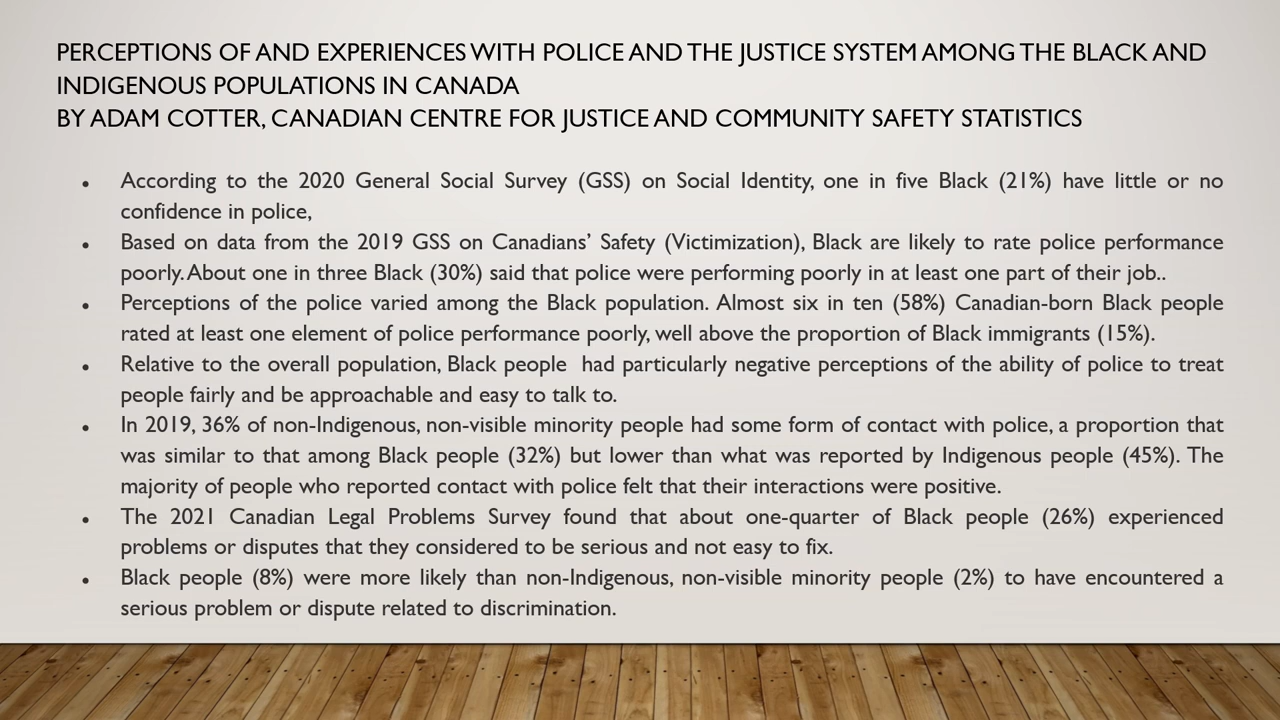 PERCEPTIONS OF AND EXPERIENCES WITH POLICE AND THE JUSTICE SYSTEM AMONG THE BLACK AND
INDIGENOUS POPULATIONS IN CANADA
BY ADAM COTTER, CANADIAN CENTRE FOR JUSTICE AND COMMUNITY SAFETY STATISTICS
• According to the 2020 General Social Survey (GSS) on Social Identity, one in five Black (21%) have little or no
confidence in police,
• Based on data from the 2019 GSS on Canadians’ Safety (Victimization), Black are likely to rate police performance
poorly. About one in three Black (30%) said that police were performing poorly in at least one part of their job..
• Perceptions of the police varied among the Black population. Almost six in ten (58%) Canadian-born Black people
rated at least one element of police performance poorly, well above the proportion of Black immigrants (15%).
• Relative to the overall population, Black people had particularly negative perceptions of the ability of police to treat
people fairly and be approachable and easy to talk to.
• In 2019, 36% of non-Indigenous, non-visible minority people had some form of contact with police, a proportion that
was similar to that among Black people (32%) but lower than what was reported by Indigenous people (45%). The
majority of people who reported contact with police felt that their interactions were positive.
• The 2021 Canadian Legal Problems Survey found that about one-quarter of Black people (26%) experienced
problems or disputes that they considered to be serious and not easy to fix.
• Black people (8%) were more likely than non-Indigenous, non-visible minority people (2%) to have encountered a
serious problem or dispute related to discrimination.